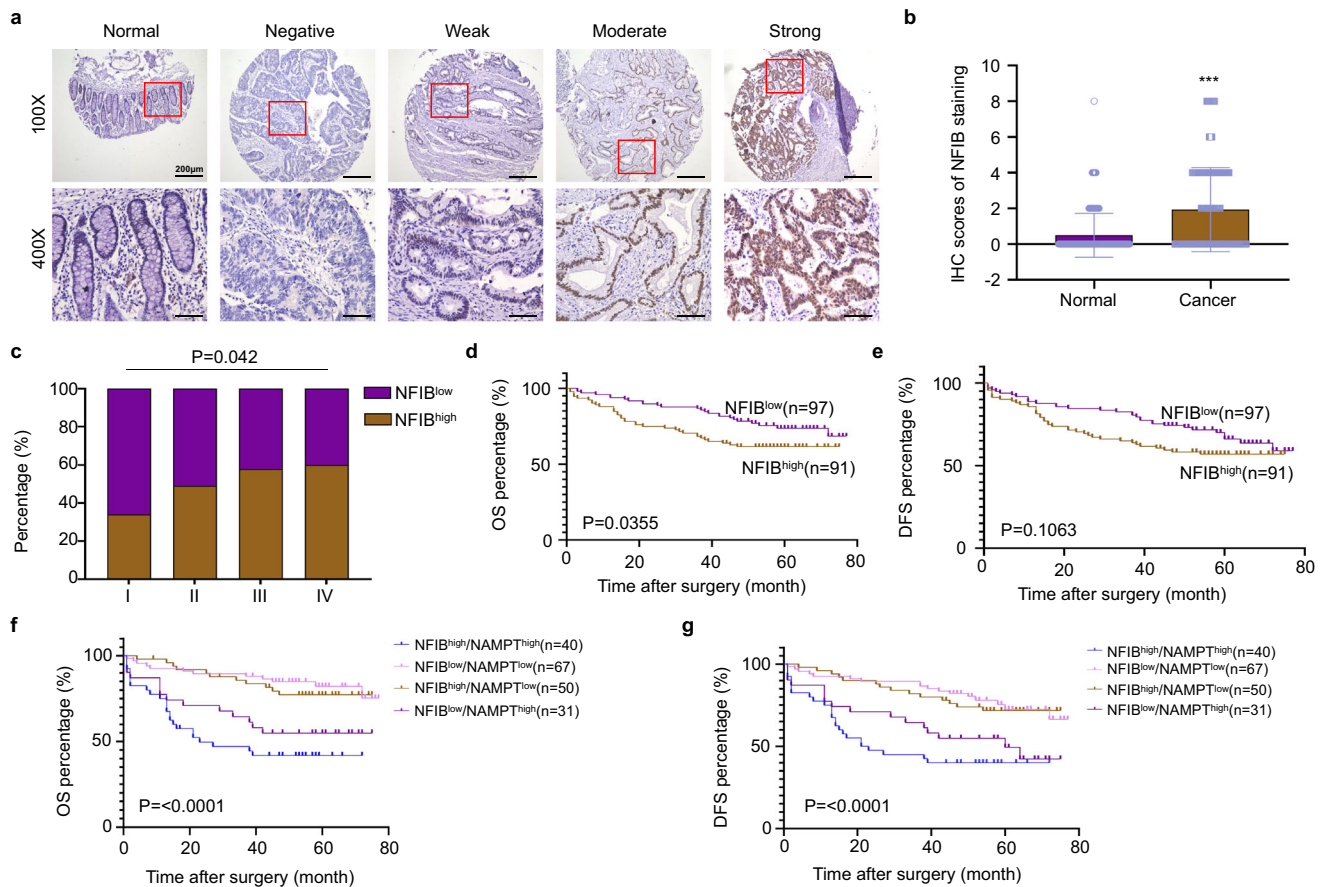 a
Normal
Negative
Weak
Moderate
Strong
100X
200μm
400X
b
IHC scores of NFIB staining
10
8
6
4
2
0
-2
***
Normal
Cancer
c
P=0.042
Percentage (%)
100
80
60
40
20
0
I
II
III
IV
NFIBlow
NFIBhigh
d
OS percentage (%)
100
50
0
NFIBlow(n=97)
NFIBhigh(n=91)
P=0.0355
0
20
40
60
80
Time after surgery (month)
e
DFS percentage (%)
100
50
0
NFIBlow(n=97)
NFIBhigh(n=91)
P=0.1063
0
20
40
60
80
Time after surgery (month)
f
OS percentage (%)
100
50
0
NFIBhigh/NAMPThigh(n=40)
NFIBlow/NAMPTlow(n=67)
NFIBhigh/NAMPTlow(n=50)
NFIBlow/NAMPThigh(n=31)
P=<0.0001
0
20
40
60
80
Time after surgery (month)
g
DFS percentage (%)
100
50
0
NFIBhigh/NAMPThigh(n=40)
NFIBlow/NAMPTlow(n=67)
NFIBhigh/NAMPTlow(n=50)
NFIBlow/NAMPThigh(n=31)
P=<0.0001
0
20
40
60
80
Time after surgery (month)